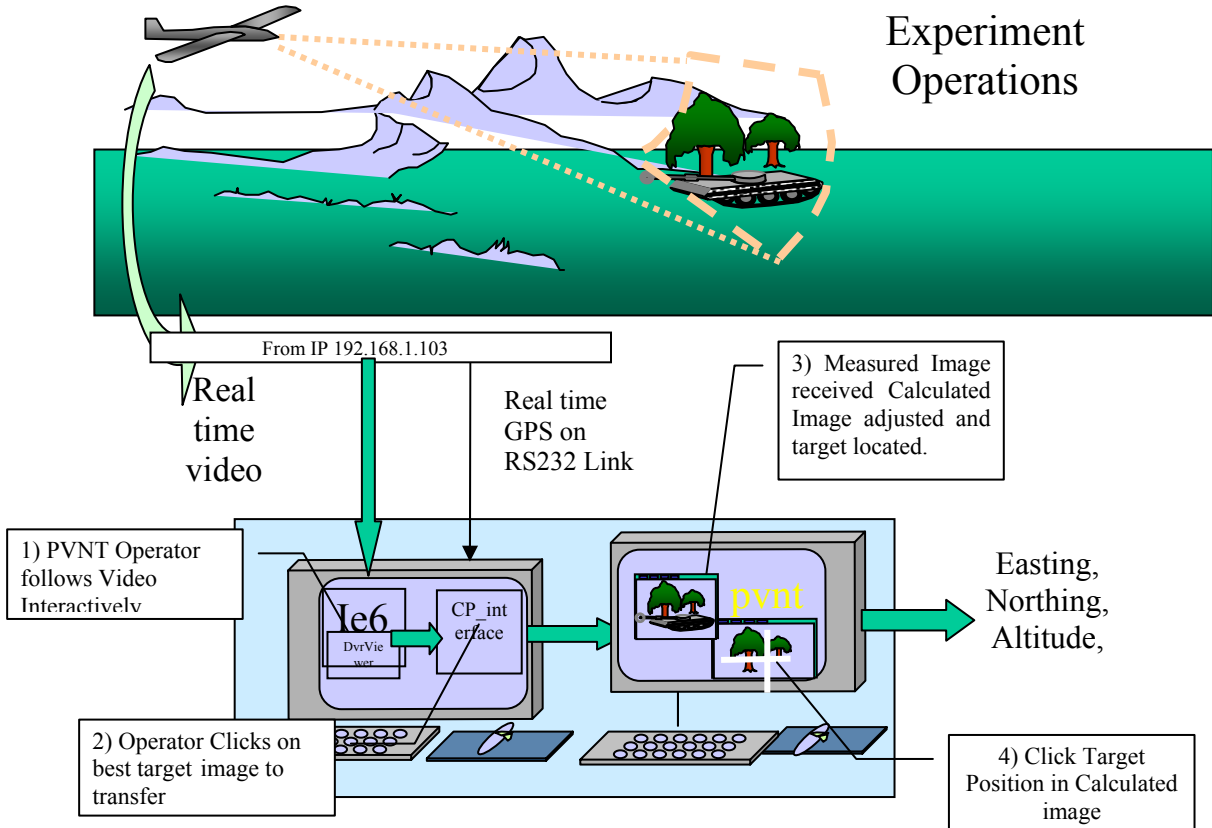 Experiment
Operations
From IP 192.168.1.103
Real
time
video
Real time
GPS on
RS232 Link
3) Measured Image
received Calculated
Image adjusted and
target located.
1) PVNT Operator
follows Video
Interactively
Ie6
DvrVie
wer
CP_int
erface
pvnt
Easting,
Northing,
Altitude,
2) Operator Clicks on
best target image to
transfer
4) Click Target
Position in Calculated
image